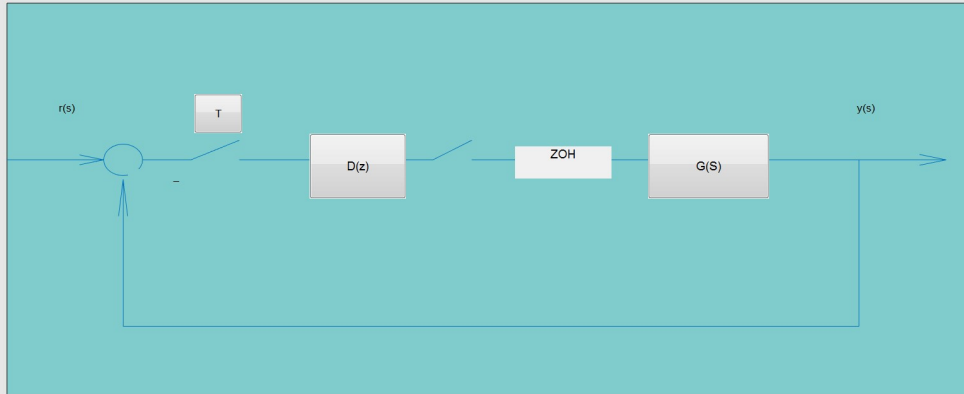 r(s)
T
y(s)
D(z)
ZOH
G(S)
–